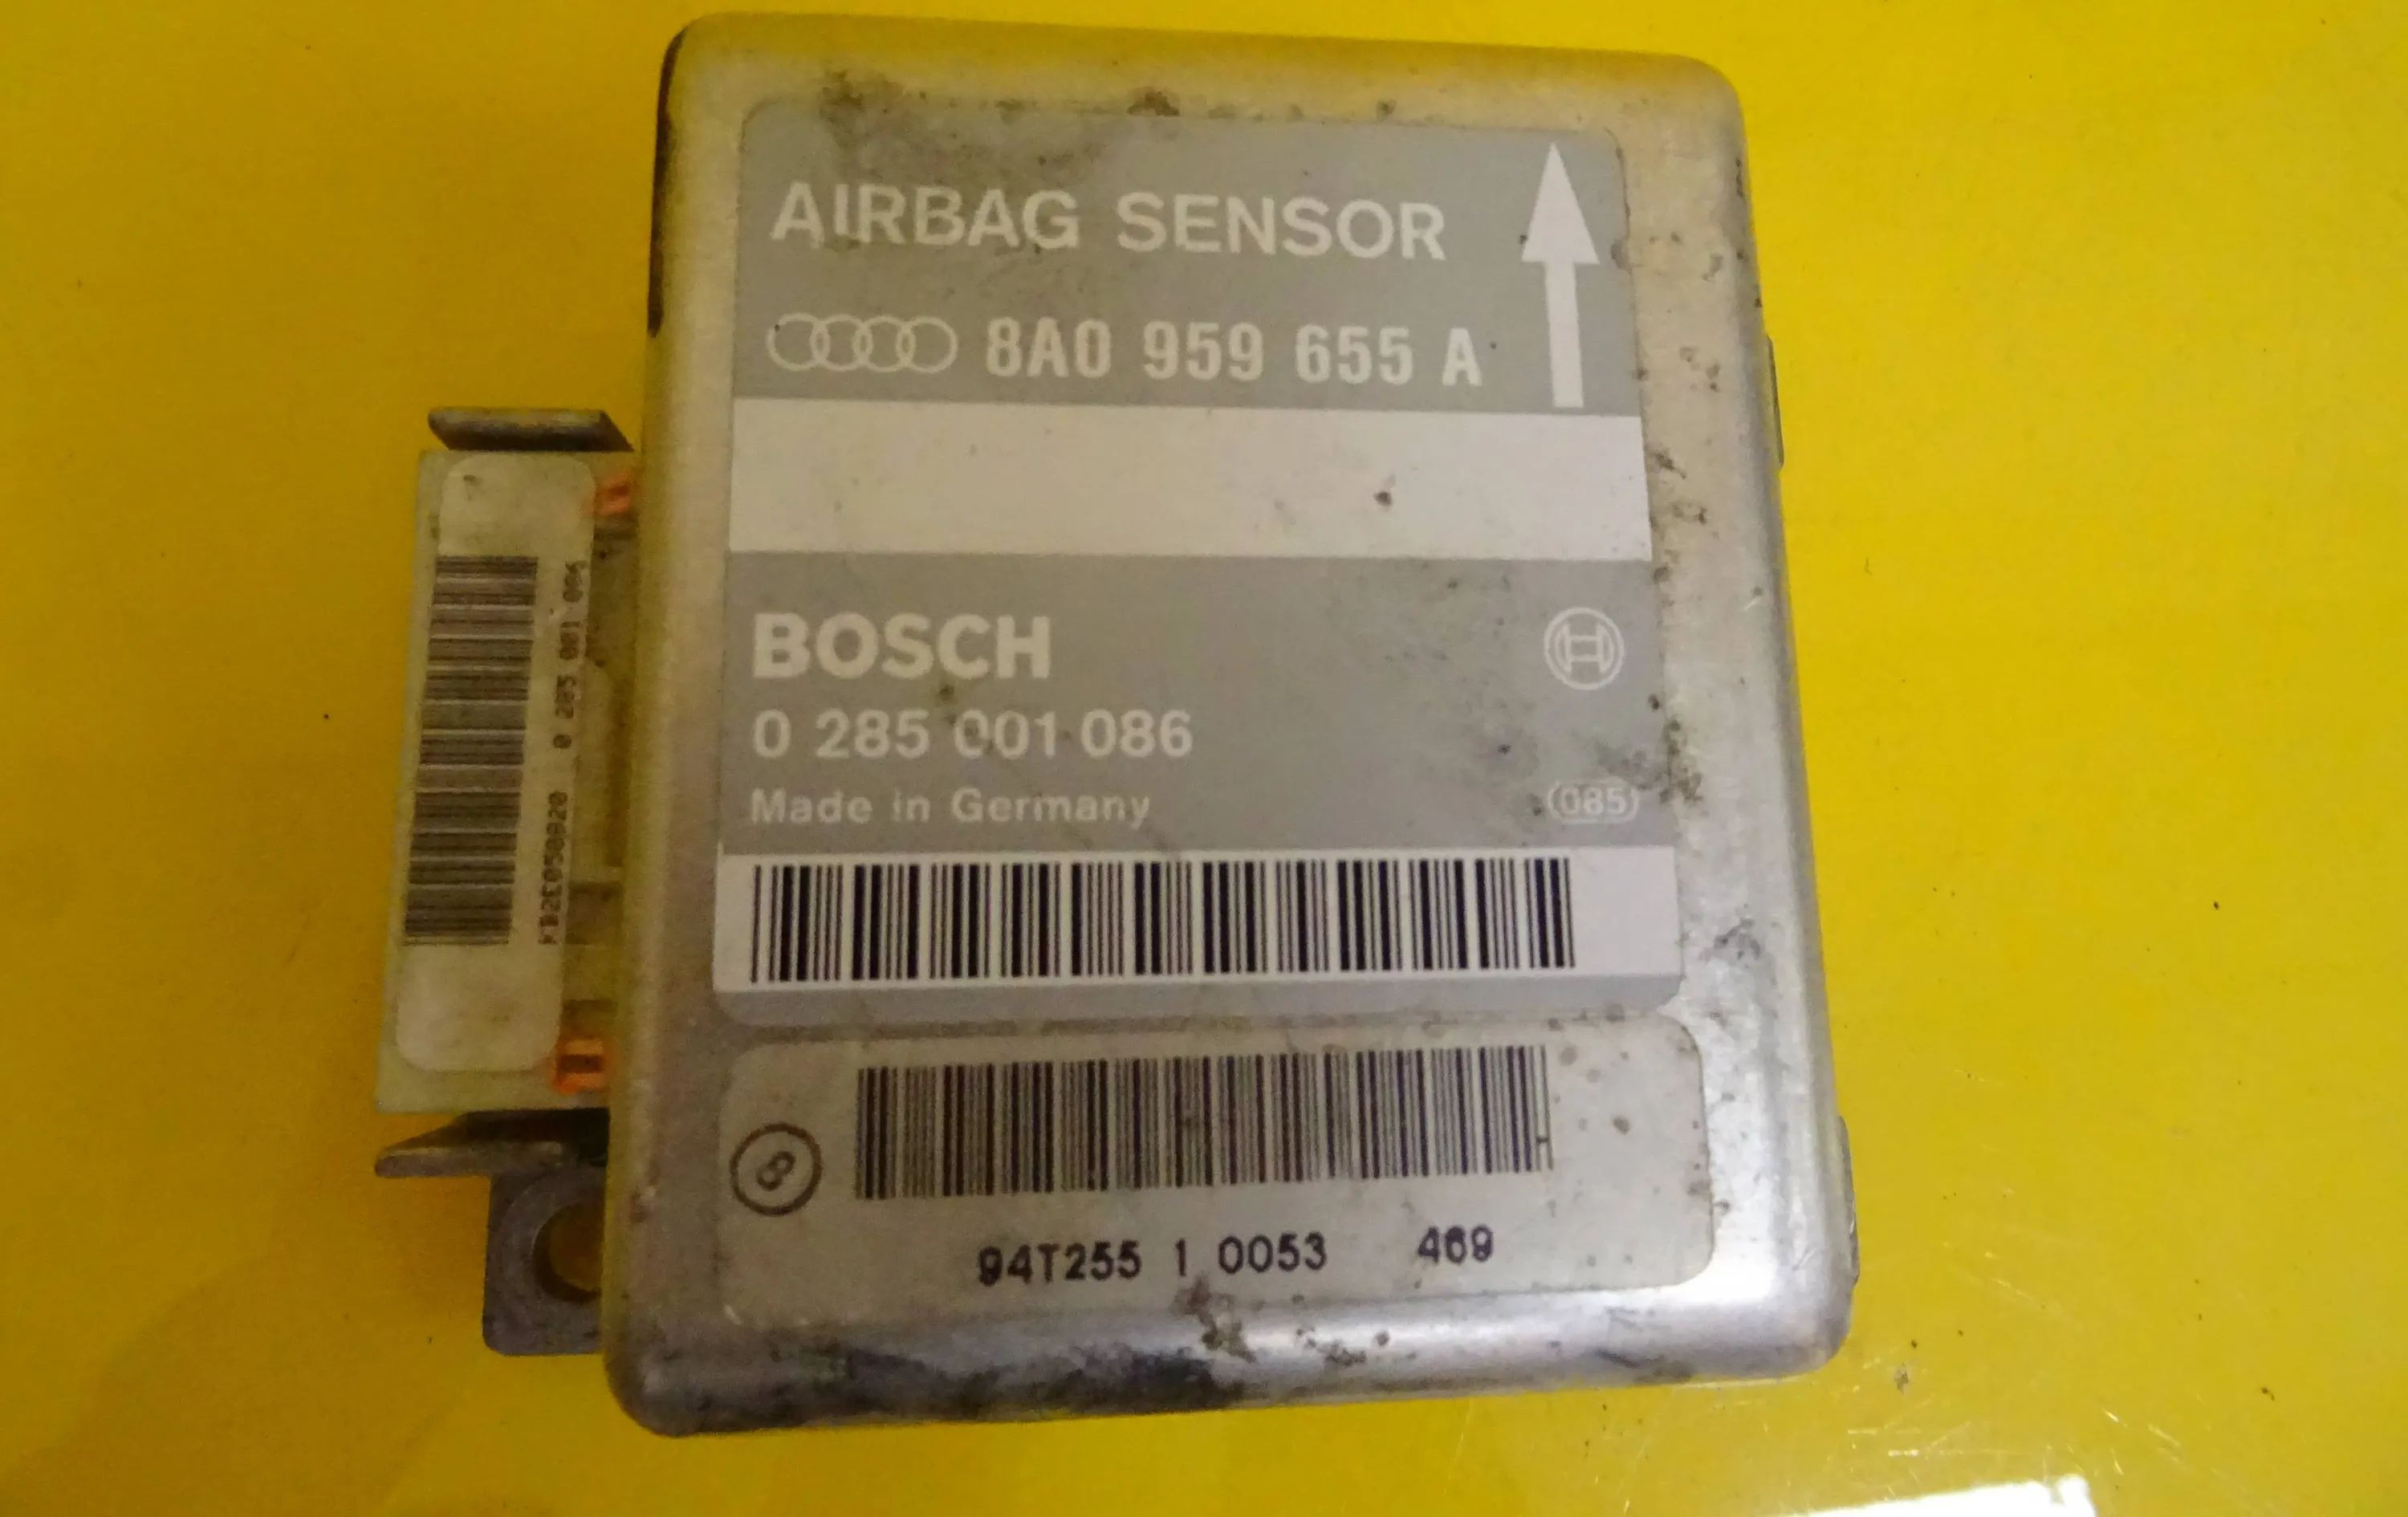 AIRBAG SENSOR
8A0 959 655 A
BOSCH
0 285 001 086
Made in Germany
085
8
94T255 1 0053 469
0 285 001 086